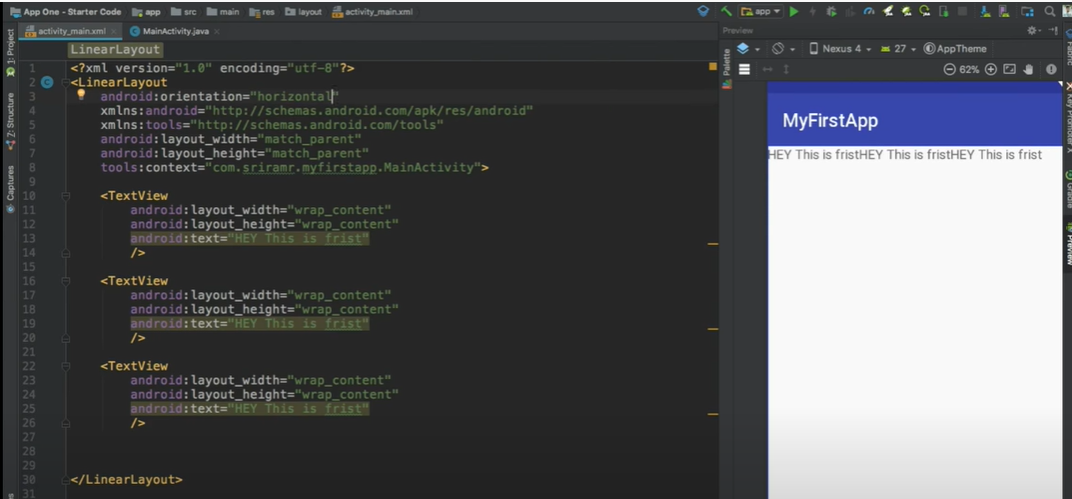 App One - Starter Code app src main res layout activity_main.xml app
activity_main.xml MainActivity.java Preview
1: Project
Z: Structure
Captures
LinearLayout
1 <?xml version="1.0" encoding="utf-8"?>
2 <LinearLayout
3 android:orientation="horizontal"
4 xmlns:android="http://schemas.android.com/apk/res/android"
5 xmlns:tools="http://schemas.android.com/tools"
6 android:layout_width="match_parent"
7 android:layout_height="match_parent"
8 tools:context="com.sriramr.myfirstapp.MainActivity">
9
10 <TextView
11 android:layout_width="wrap_content"
12 android:layout_height="wrap_content"
13 android:text="HEY This is frist"
14 />
15
16 <TextView
17 android:layout_width="wrap_content"
18 android:layout_height="wrap_content"
19 android:text="HEY This is frist"
20 />
21
22 <TextView
23 android:layout_width="wrap_content"
24 android:layout_height="wrap_content"
25 android:text="HEY This is frist"
26 />
27
28
29
30 </LinearLayout>
31
Palette
Nexus 4 27 AppTheme
62%
MyFirstApp
HEY This is fristHEY This is fristHEY This is frist
Key Promoter X
Preview